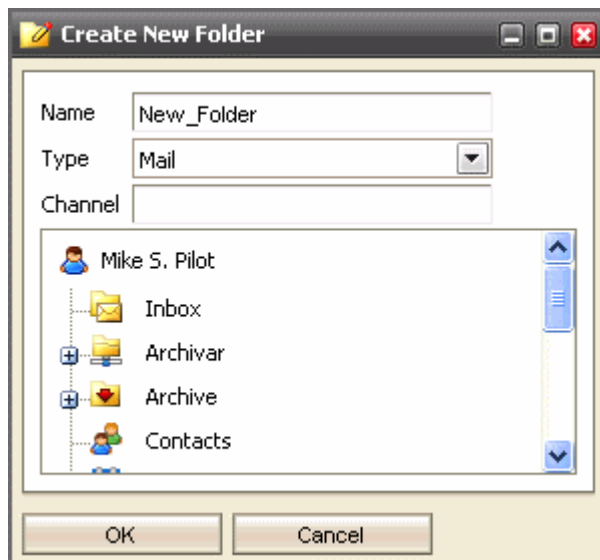 Create New Folder
Name New_Folder
Type Mail
Channel
Mike S. Pilot
Inbox
Archivar
Archive
Contacts
OK Cancel